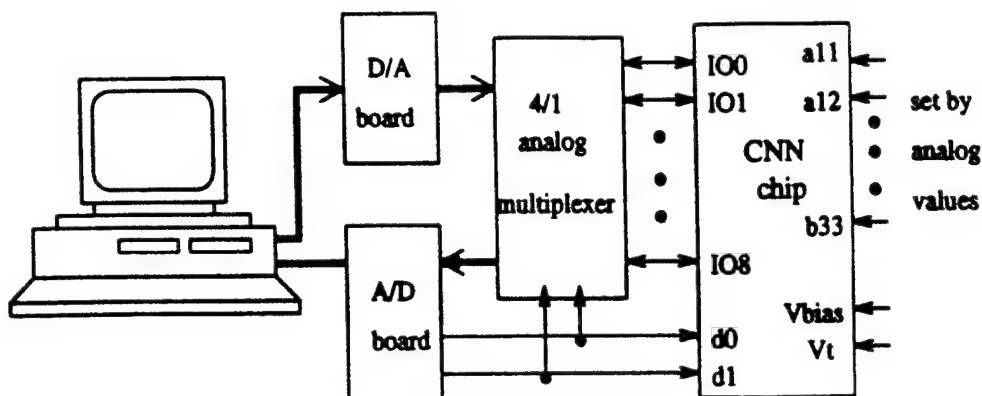 D/A
board
4/1
analog
multiplexer
A/D
board
IO0
IO1
IO8
d0
d1
CNN
chip
a11
a12
b33
Vbias
Vt
set by
analog
values